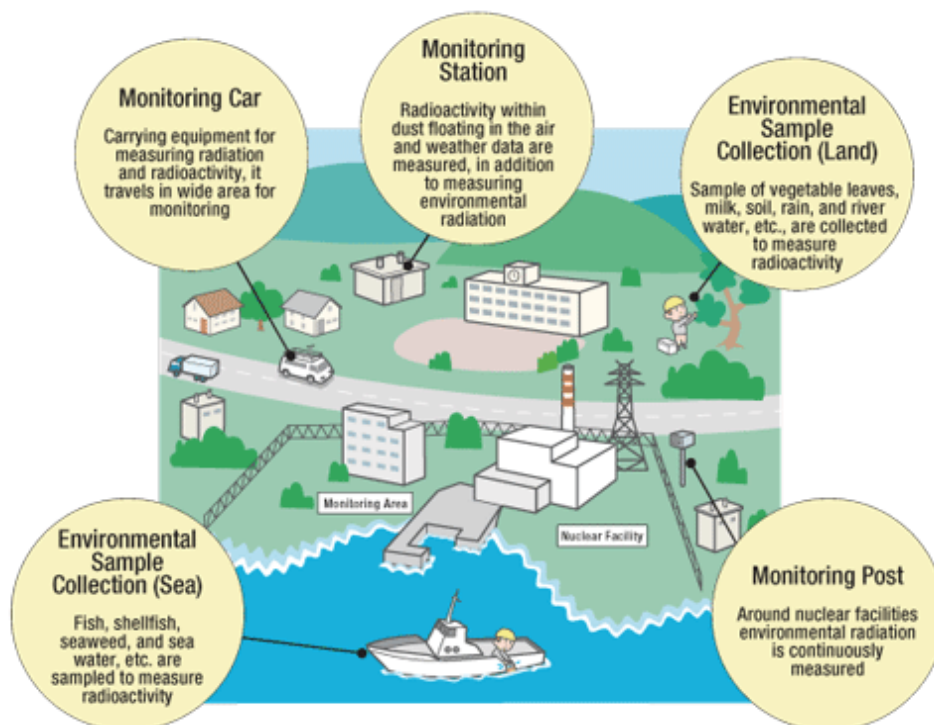 Monitoring Car
Carrying equipment for
measuring radiation
and radioactivity, it
travels in wide area for
monitoring
Monitoring
Station
Radioactivity within
dust floating in the air
and weather data are
measured, in addition
to measuring
environmental
radiation
Environmental
Sample
Collection (Land)
Sample of vegetable leaves,
milk, soil, rain, and river
water, etc., are collected
to measure
radioactivity
Monitoring Area
Nuclear Facility
Environmental
Sample
Collection (Sea)
Fish, shellfish,
seaweed, and sea
water, etc. are
sampled to measure
radioactivity
Monitoring Post
Around nuclear facilities
environmental radiation
is continuously
measured